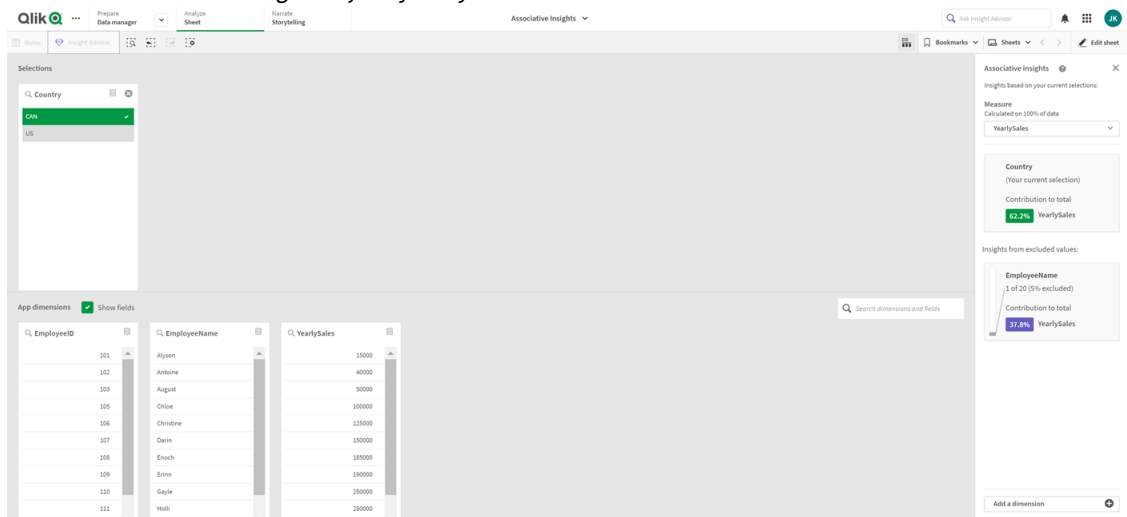 Qlik
Prepare
Data manager
Analyze
Sheet
Narrate
Storytelling
Associative Insights
Ask Insight Advisor
JK
Notes
Insight Advisor
Bookmarks
Sheets
Edit sheet
Selections
Country
CAN
US
App dimensions
Show fields
Search dimensions and fields
EmployeeID
101
102
103
105
106
107
108
109
110
111
EmployeeName
Alyson
Antoine
August
Chloe
Christine
Darin
Enoch
Erinn
Gayle
Holli
YearlySales
15000
40000
50000
100000
125000
150000
185000
190000
250000
280000
Associative insights
Insights based on your current selections:
Measure
Calculated on 100% of data
YearlySales
Country
(Your current selection)
Contribution to total
62.2% YearlySales
Insights from excluded values:
EmployeeName
1 of 20 (5% excluded)
Contribution to total
37.8% YearlySales
Add a dimension